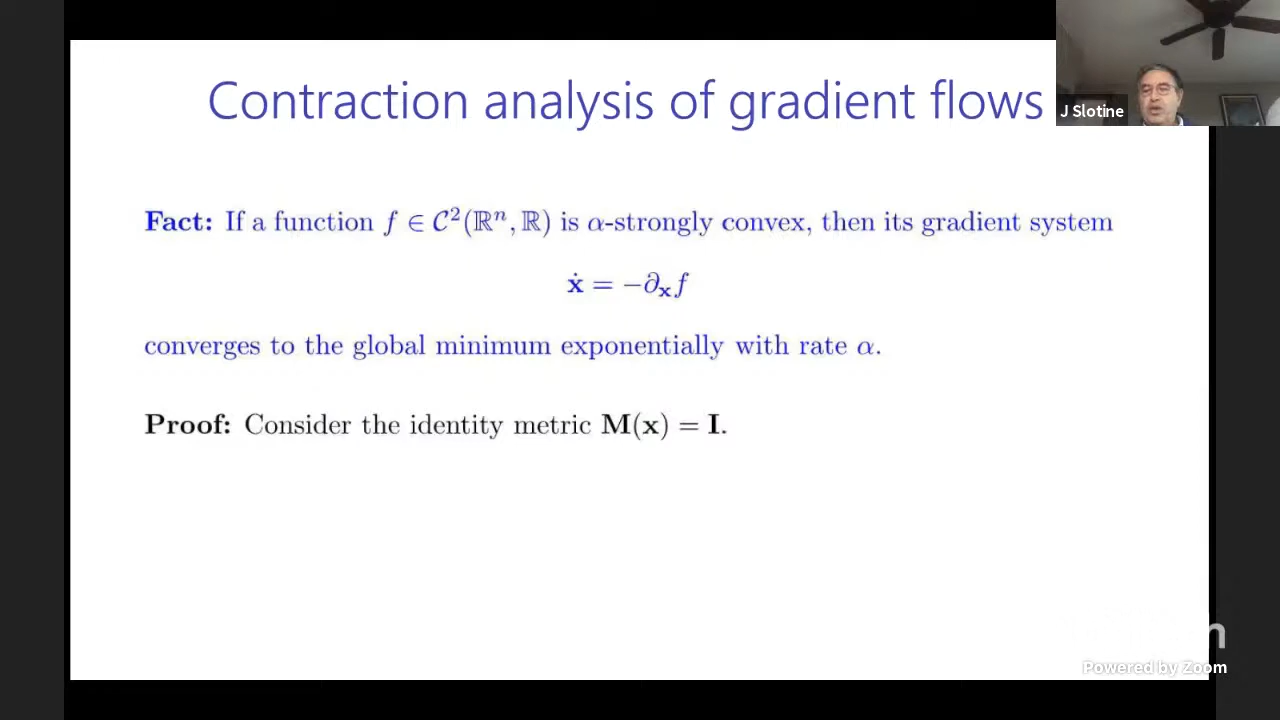 Contraction analysis of gradient flows
J Slotine
Fact: If a function f ∈ C²(ℝⁿ, ℝ) is α-strongly convex, then its gradient system
ẋ = −∂ₓf
converges to the global minimum exponentially with rate α.
Proof: Consider the identity metric M(x) = I.
Powered by Zoom